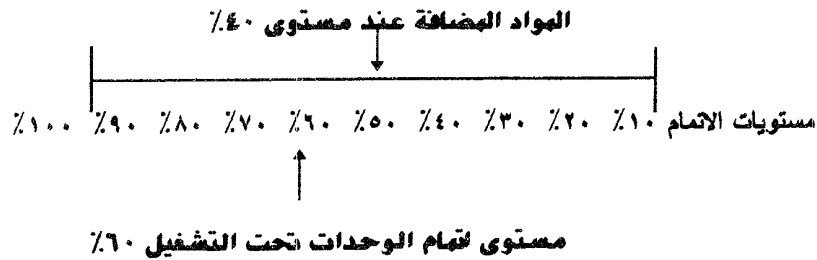 المواد المضافة عند مستوى ٤٠٪
مستويات الاتمام ١٠٪ ٢٠٪ ٣٠٪ ٤٠٪ ٥٠٪ ٦٠٪ ٧٠٪ ٨٠٪ ٩٠٪ ١٠٠٪
مستوى اتمام الوحدات تحت التشغيل ٦٠٪